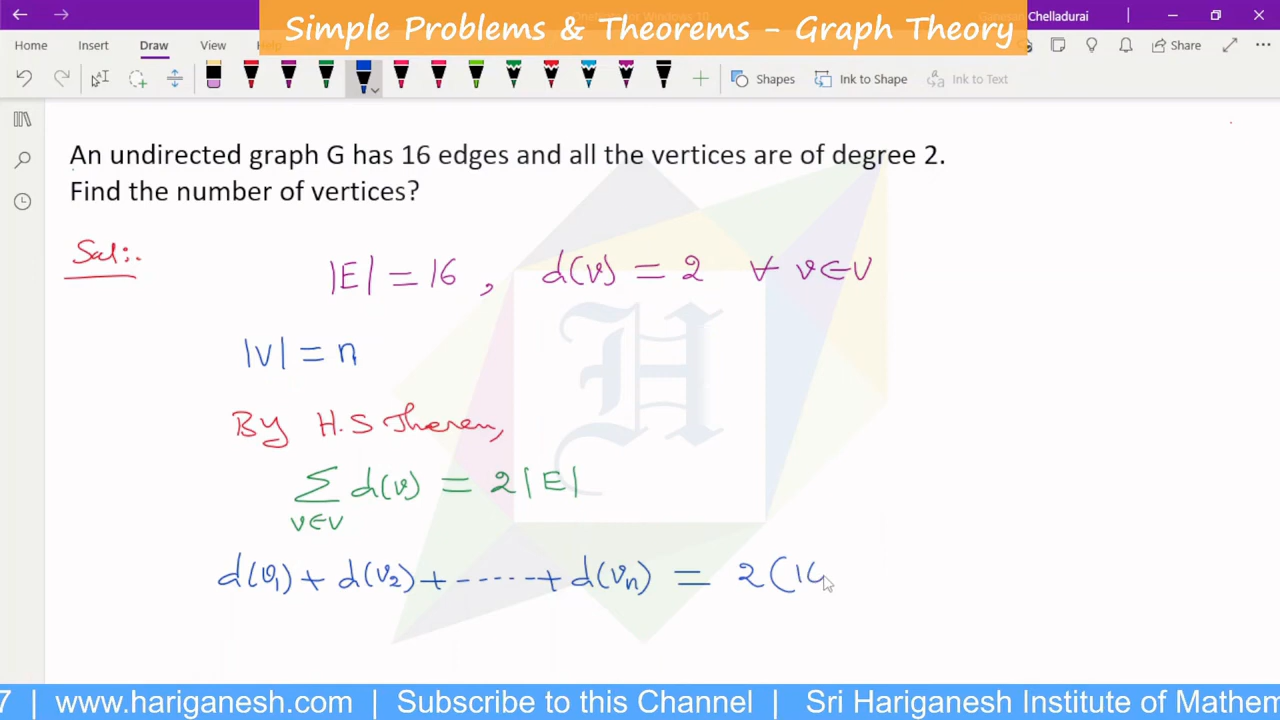 Simple Problems & Theorems - Graph Theory
Chelladurai
Home Insert Draw View Share
Shapes Ink to Shape Ink to Text
An undirected graph G has 16 edges and all the vertices are of degree 2.
Find the number of vertices?
Sol:-
|E| = 16, d(v) = 2 ∀ v∈V
|V| = n
By H.S Theorem,
∑ d(v) = 2|E|
v∈V
d(v₁) + d(v₂) + ----- + d(vₙ) = 2(16
7 | www.hariganesh.com | Subscribe to this Channel | Sri Hariganesh Institute of Mathem